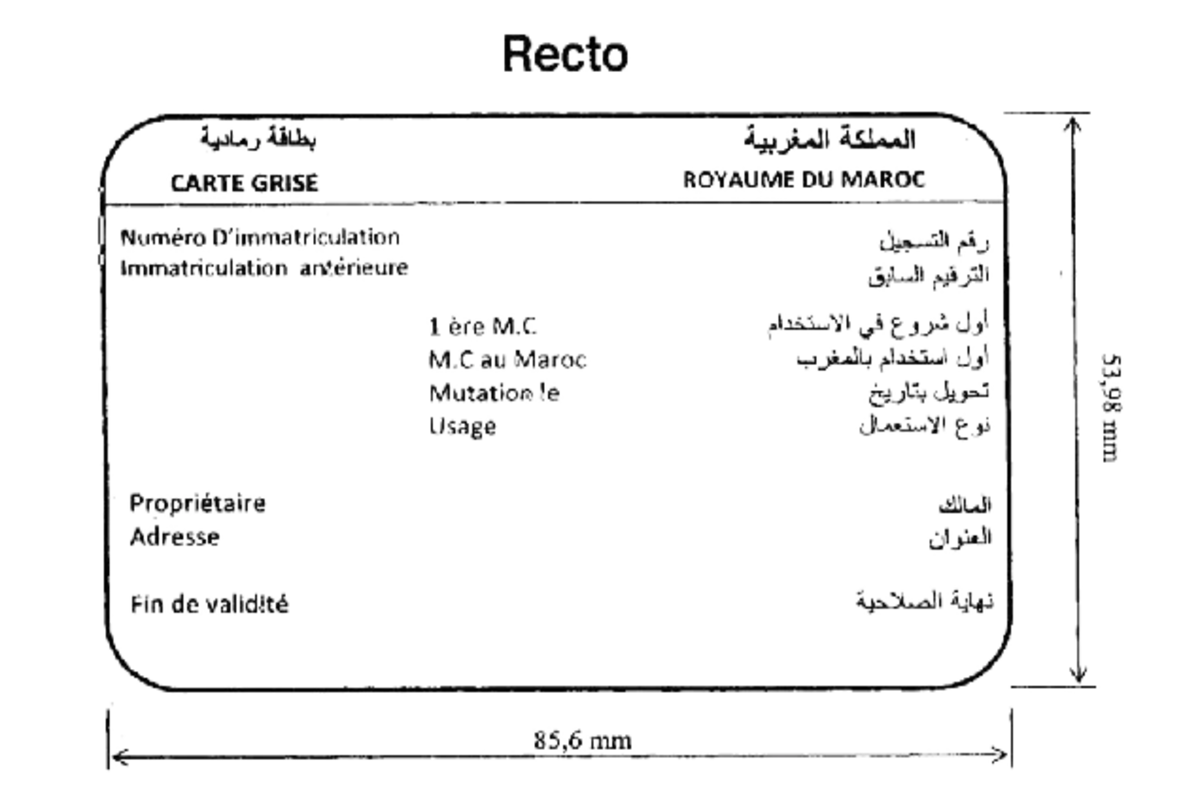 Recto
بطاقة رمادية المملكة المغربية
CARTE GRISE ROYAUME DU MAROC
Numéro D'immatriculation رقم التسجيل
Immatriculation antérieure الترقيم السابق
1 ère M.C أول شروع في الاستخدام
M.C au Maroc أول استخدام بالمغرب
Mutation le تحويل بتاريخ
Usage نوع الاستعمال
Propriétaire المالك
Adresse العنوان
Fin de validité نهاية الصلاحية
53,98 mm
85,6 mm